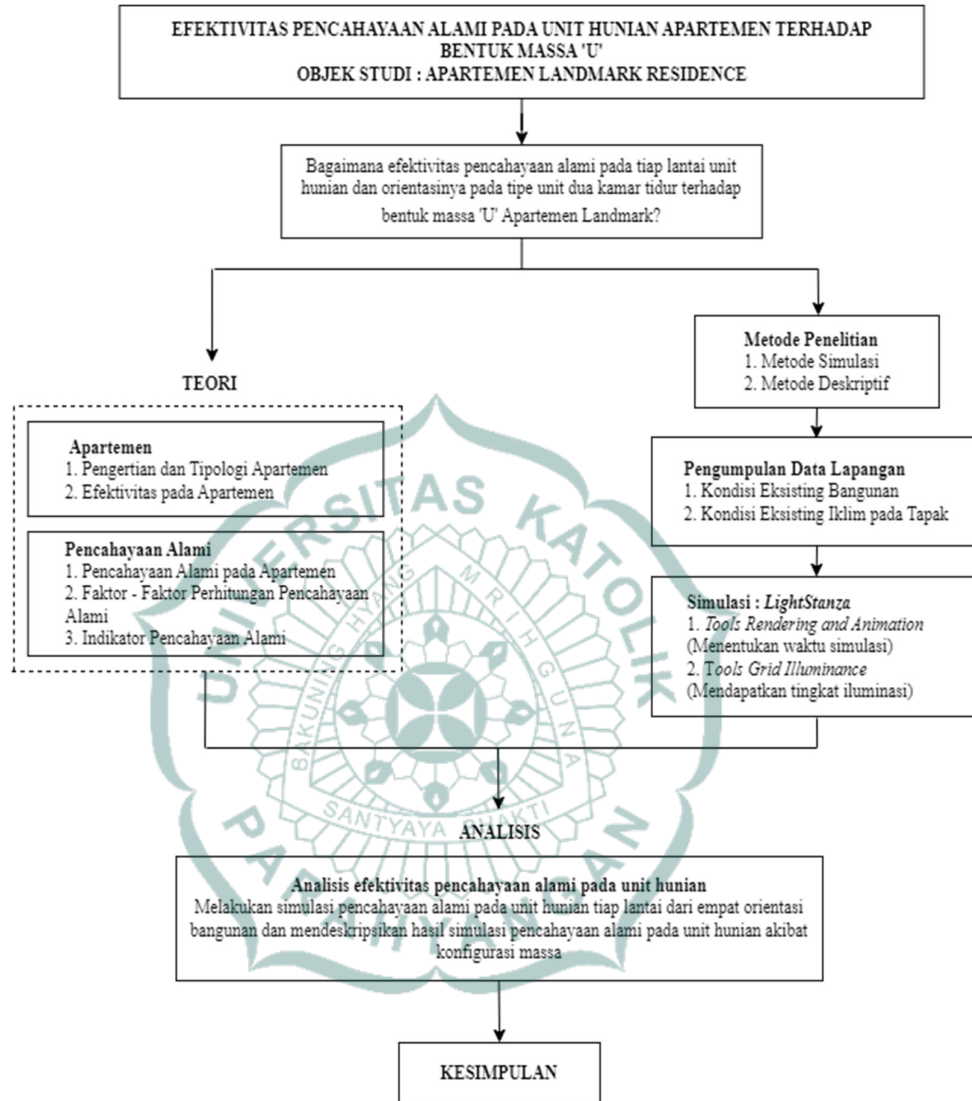 EFEKTIVITAS PENCAHAYAAN ALAMI PADA UNIT HUNIAN APARTEMEN TERHADAP
BENTUK MASSA 'U'
OBJEK STUDI : APARTEMEN LANDMARK RESIDENCE
Bagaimana efektivitas pencahayaan alami pada tiap lantai unit
hunian dan orientasinya pada tipe unit dua kamar tidur terhadap
bentuk massa 'U' Apartemen Landmark?
TEORI
Apartemen
1. Pengertian dan Tipologi Apartemen
2. Efektivitas pada Apartemen
Pencahayaan Alami
1. Pencahayaan Alami pada Apartemen
2. Faktor - Faktor Perhitungan Pencahayaan
Alami
3. Indikator Pencahayaan Alami
Metode Penelitian
1. Metode Simulasi
2. Metode Deskriptif
Pengumpulan Data Lapangan
1. Kondisi Eksisting Bangunan
2. Kondisi Eksisting Iklim pada Tapak
Simulasi : LightStanza
1. Tools Rendering and Animation
(Menentukan waktu simulasi)
2. Tools Grid Illuminance
(Mendapatkan tingkat iluminasi)
ANALISIS
Analisis efektivitas pencahayaan alami pada unit hunian
Melakukan simulasi pencahayaan alami pada unit hunian tiap lantai dari empat orientasi
bangunan dan mendeskripsikan hasil simulasi pencahayaan alami pada unit hunian akibat
konfigurasi massa
KESIMPULAN
UNIVERSITAS KATOLIK
PARAHYANGAN
BAKUNING HYANG MRIH GUNA
SANTYAYA BHAKTI